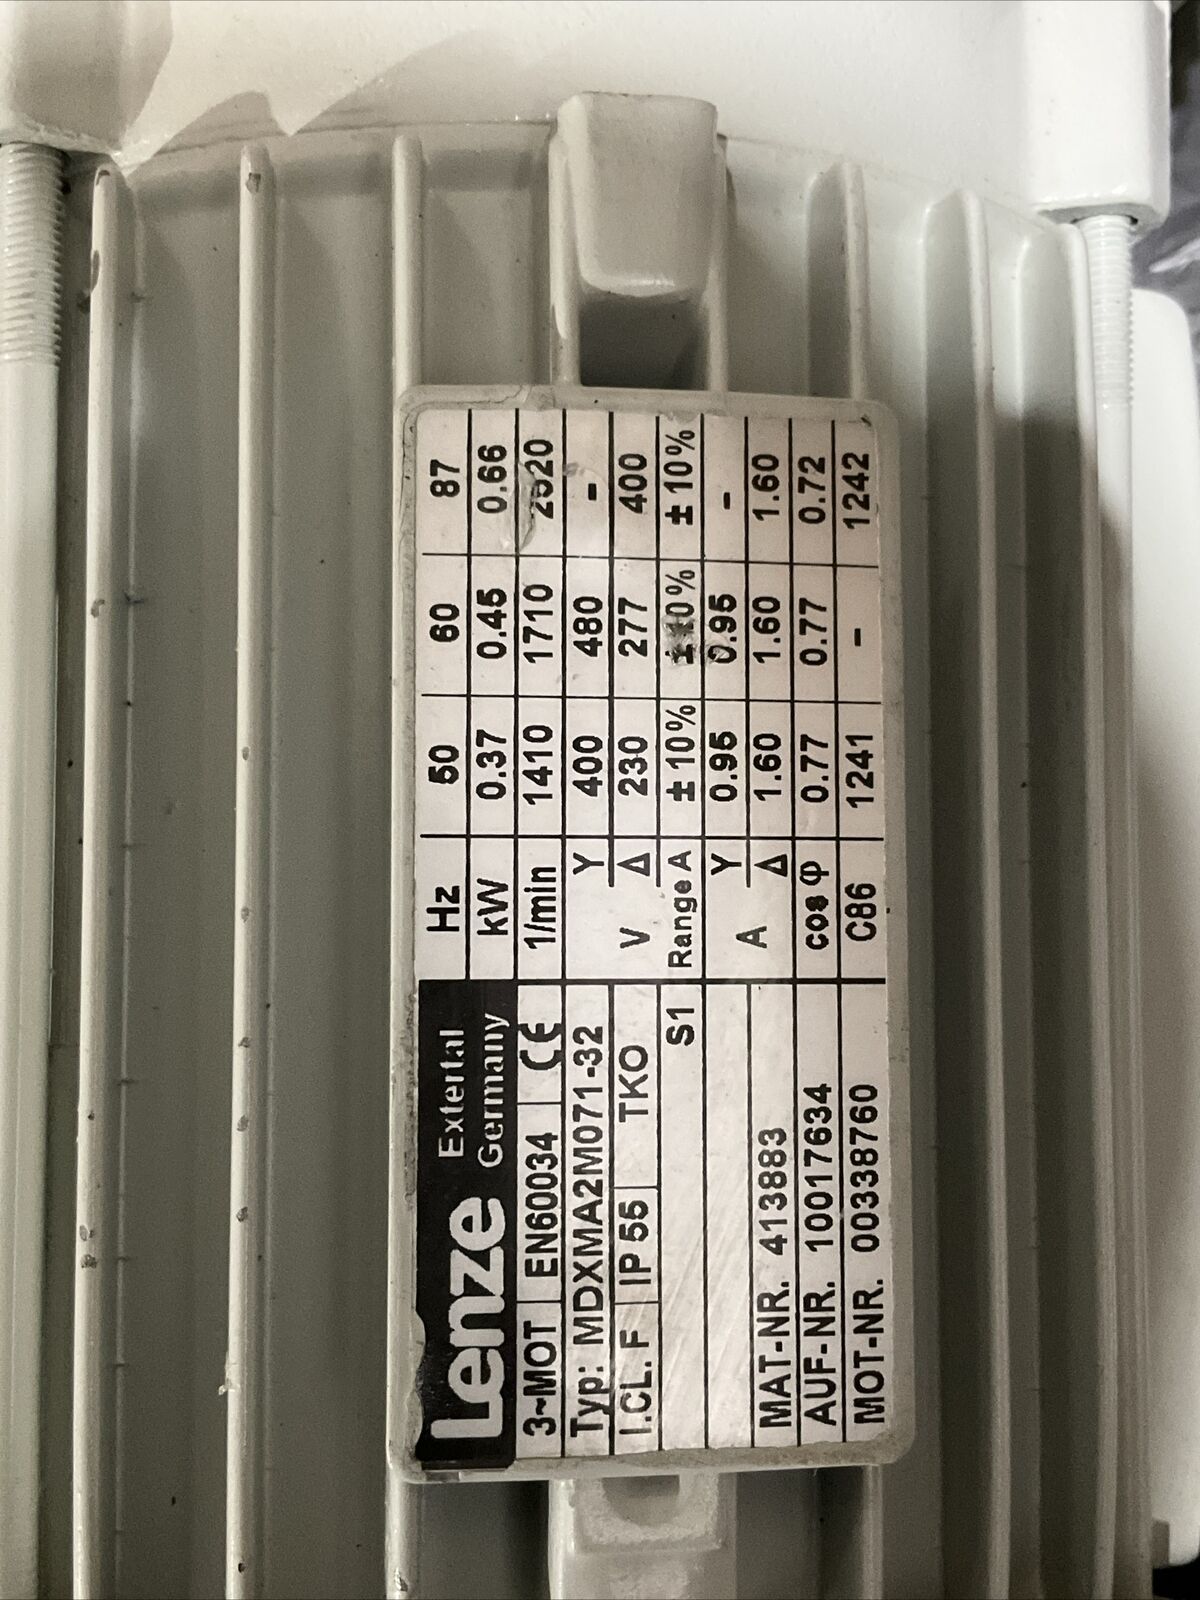 Lenze Extertal
Germany
3~MOT EN60034 CE
Typ: MDXMA2M071-32
I.CL. F IP 55 TKO
S1
MAT-NR. 413883
AUF-NR. 10017634
MOT-NR. 00338760
Hz 50 60 87
kW 0.37 0.45 0.66
1/min 1410 1710
V Y 400 480 -
Δ 230 277 400
Range A ± 10% ± 10% ± 10%
A Y 0.95 0.95 -
Δ 1.60 1.60 1.60
cos φ 0.77 0.77 0.72
C86 1241 - 1242